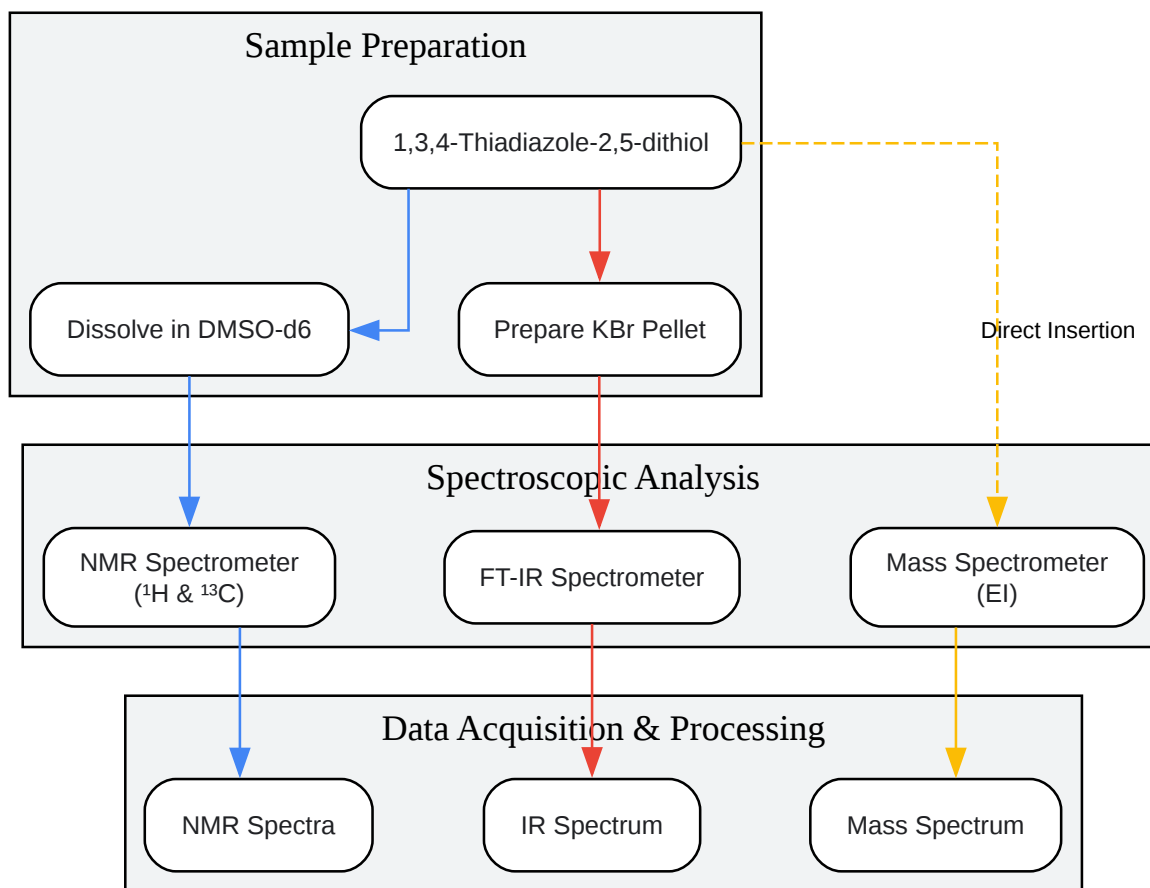 Sample Preparation
1,3,4-Thiadiazole-2,5-dithiol
Dissolve in DMSO-d6
Prepare KBr Pellet
Direct Insertion
Spectroscopic Analysis
NMR Spectrometer
(¹H & ¹³C)
FT-IR Spectrometer
Mass Spectrometer
(EI)
Data Acquisition & Processing
NMR Spectra
IR Spectrum
Mass Spectrum